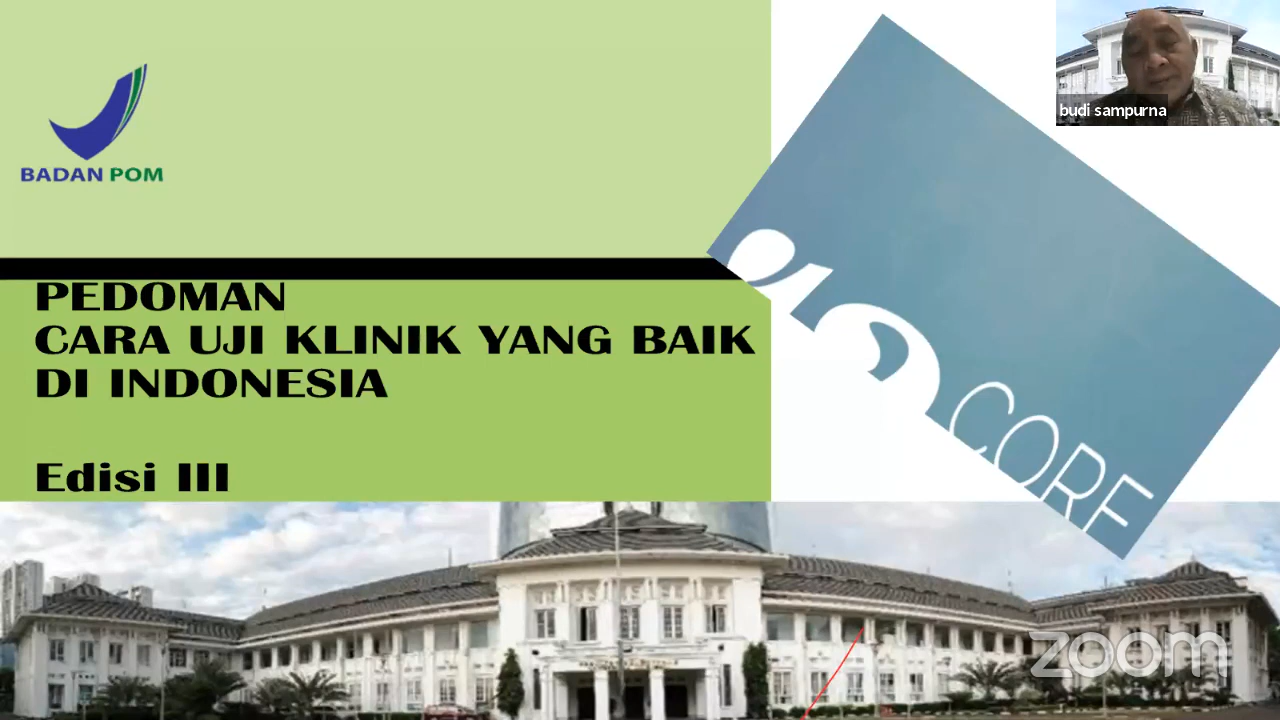 BADAN POM
PEDOMAN
CARA UJI KLINIK YANG BAIK
DI INDONESIA
Edisi III
CORE
budi sampurna
zoom